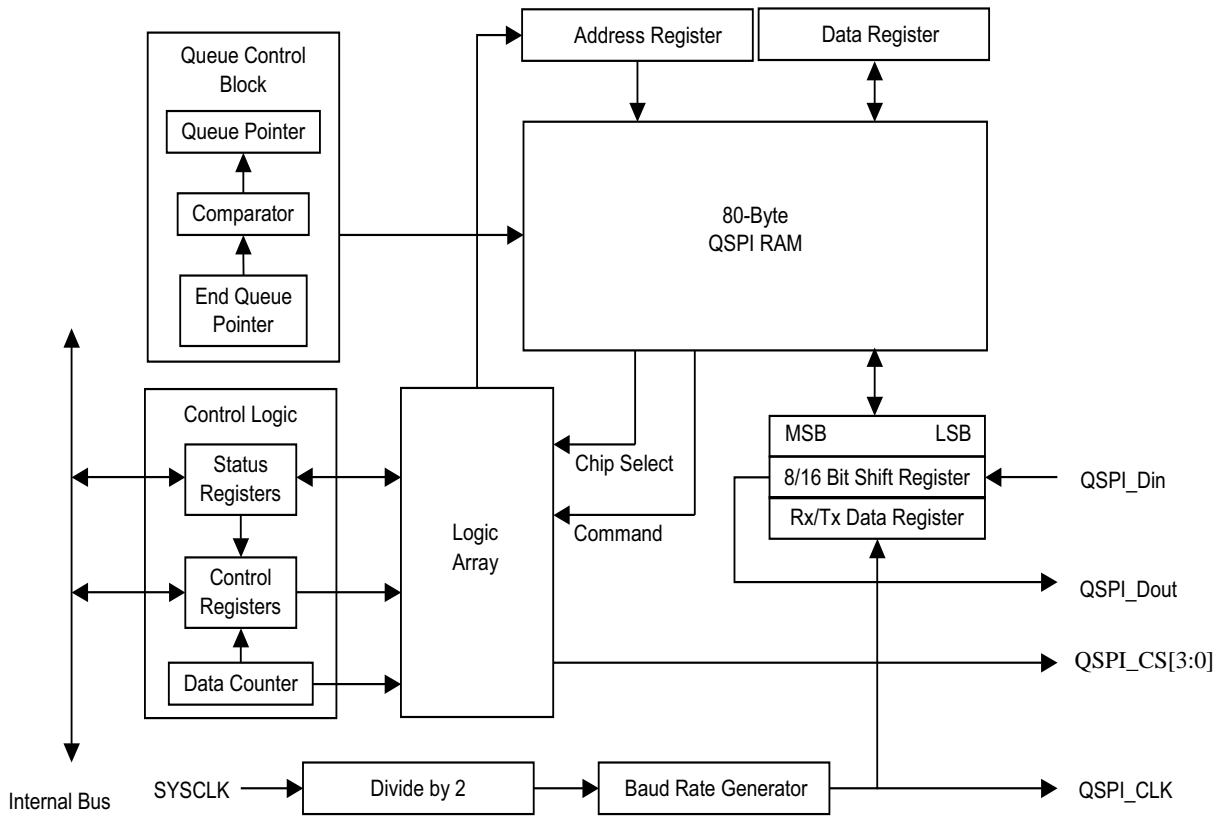 Address Register
Data Register
Queue Control
Block
Queue Pointer
Comparator
End Queue
Pointer
80-Byte
QSPI RAM
Control Logic
Status
Registers
Control
Registers
Data Counter
Logic
Array
Chip Select
Command
MSB LSB
8/16 Bit Shift Register
Rx/Tx Data Register
QSPI_Din
QSPI_Dout
QSPI_CS[3:0]
Internal Bus
SYSCLK
Divide by 2
Baud Rate Generator
QSPI_CLK